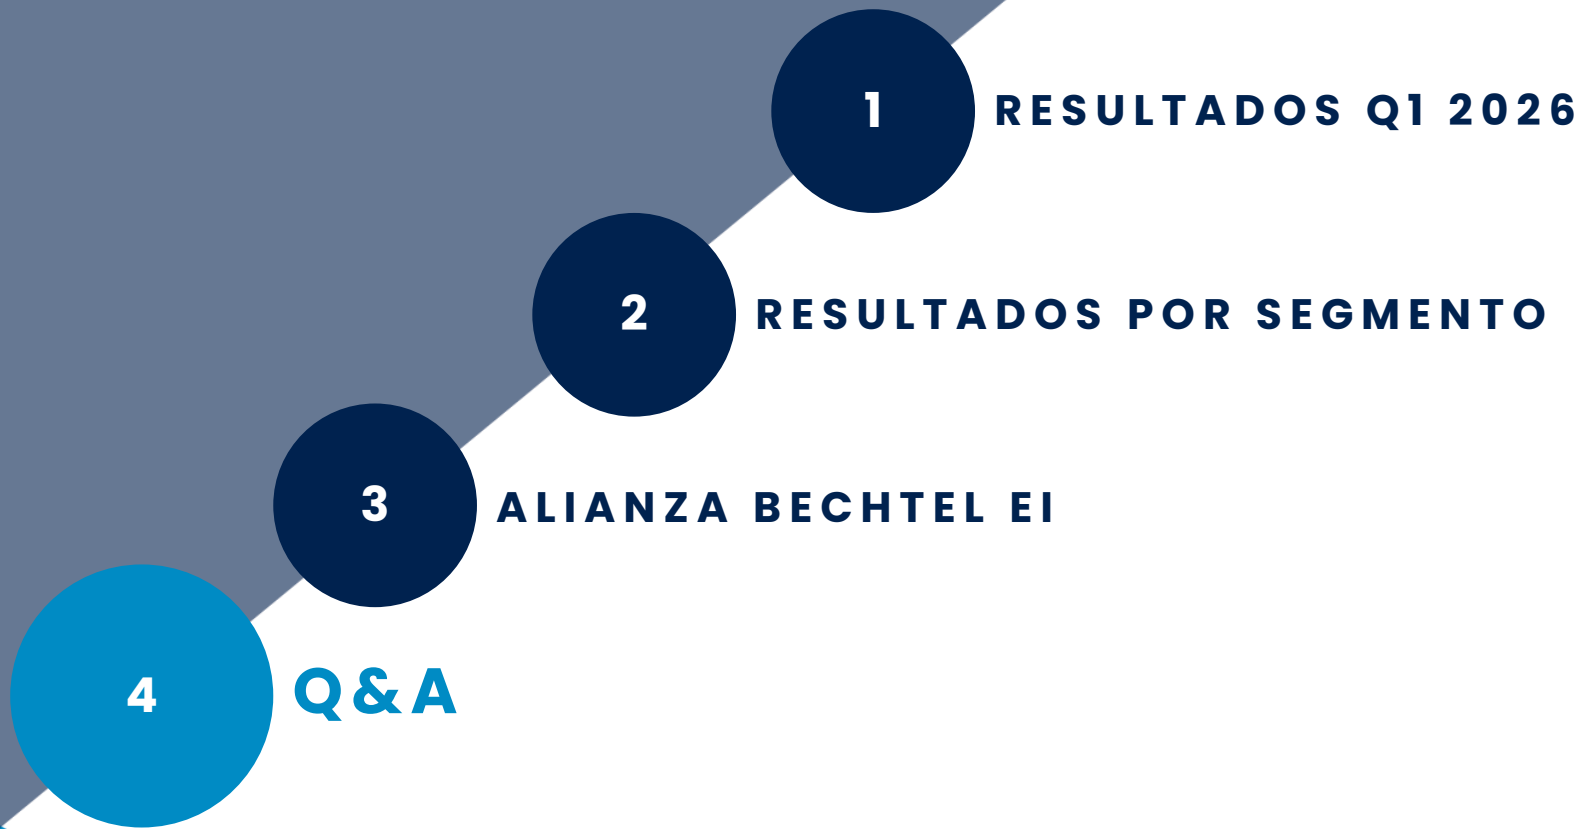 1 RESULTADOS Q1 2026
2 RESULTADOS POR SEGMENTO
3 ALIANZA BECHTEL EI
4 Q&A